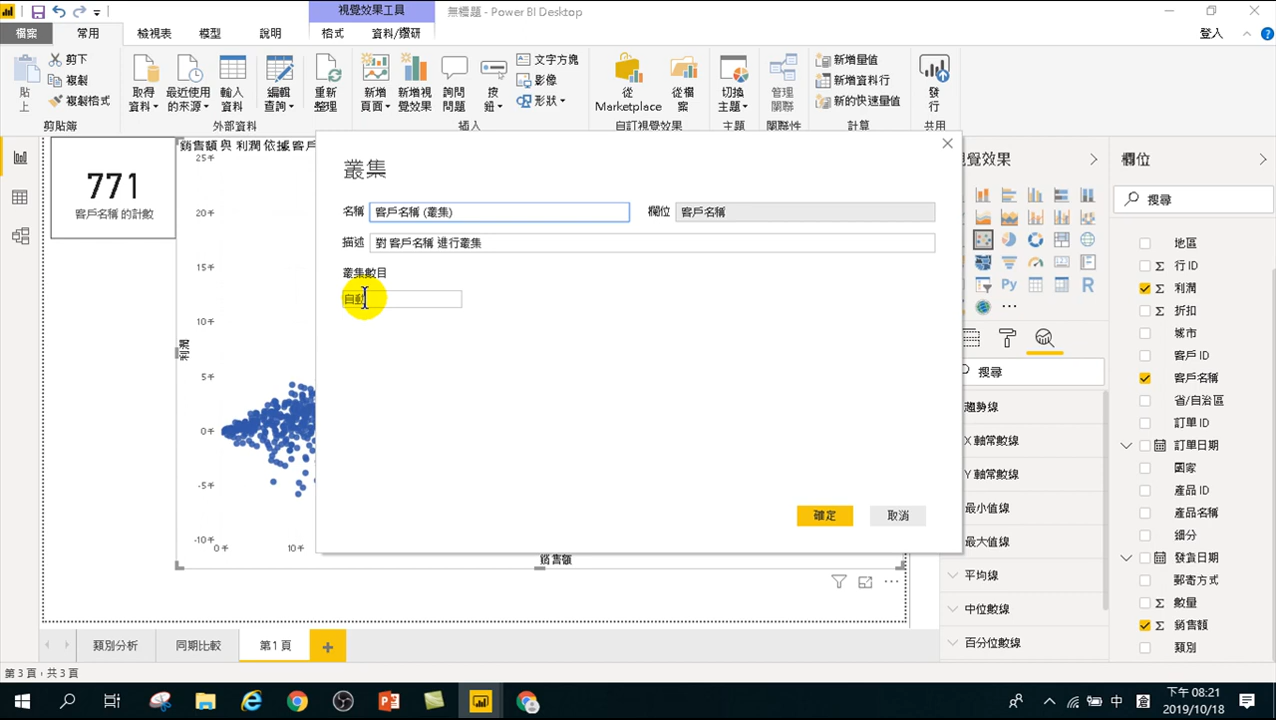 視覺效果工具
無標題 - Power BI Desktop
檔案
常用
檢視表
模型
說明
格式
資料/鑽研
登入
剪下
複製
複製格式
貼上
剪貼簿
取得資料
最近使用的來源
輸入資料
編輯查詢
重新整理
外部資料
新增頁面
新增視覺效果
詢問問題
按鈕
文字方塊
影像
形狀
插入
從 Marketplace
從檔案
自訂視覺效果
切換主題
主題
管理關聯
關聯性
新增量值
新增資料行
新的快速量值
計算
發行
共用
771
客戶名稱 的計數
銷售額 與 利潤 依據 客戶
25千
20千
15千
10千
5千
0千
-5千
-10千
利潤
0千
10千
銷售額
叢集
名稱
客戶名稱 (叢集)
欄位
客戶名稱
描述
對 客戶名稱 進行叢集
叢集數目
自動
確定
取消
視覺效果
Py
R
搜尋
趨勢線
X 軸常數線
Y 軸常數線
最小值線
最大值線
平均線
中位數線
百分位數線
欄位
搜尋
地區
Σ 行 ID
Σ 利潤
Σ 折扣
城市
客戶 ID
客戶名稱
省/自治區
訂單 ID
訂單日期
國家
產品 ID
產品名稱
細分
發貨日期
郵寄方式
Σ 數量
Σ 銷售額
類別
類別分析
同期比較
第 1 頁
第 3 頁，共 3 頁
中
倉
下午 08:21
2019/10/18